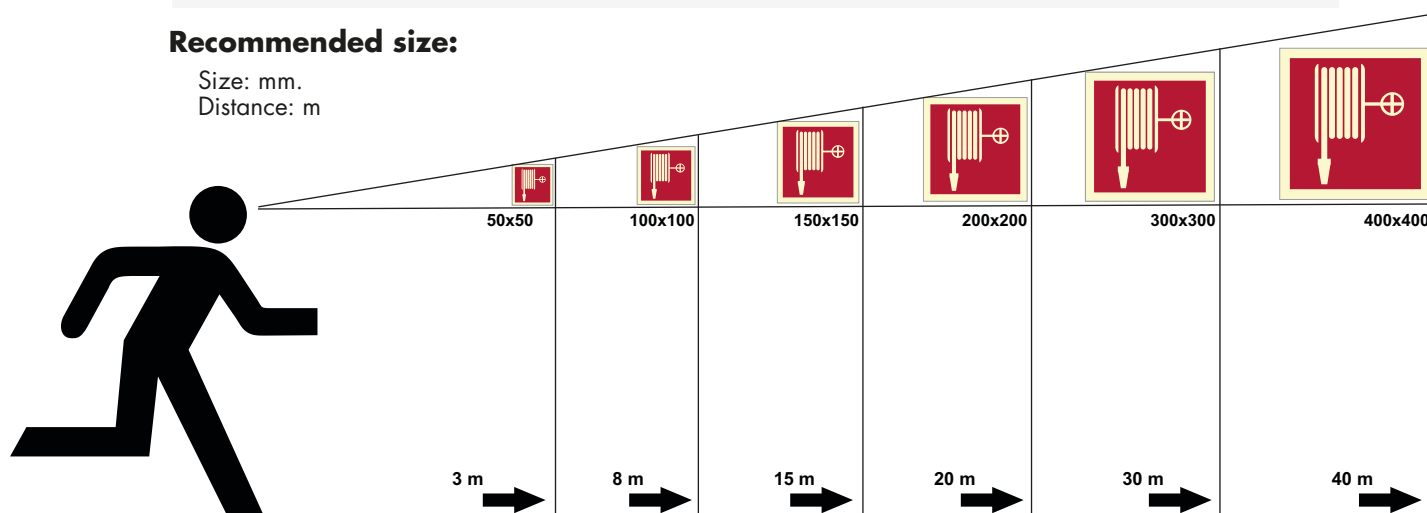 Recommended size:
Size: mm.
Distance: m
50x50 100x100 150x150 200x200 300x300 400x400
3 m 8 m 15 m 20 m 30 m 40 m